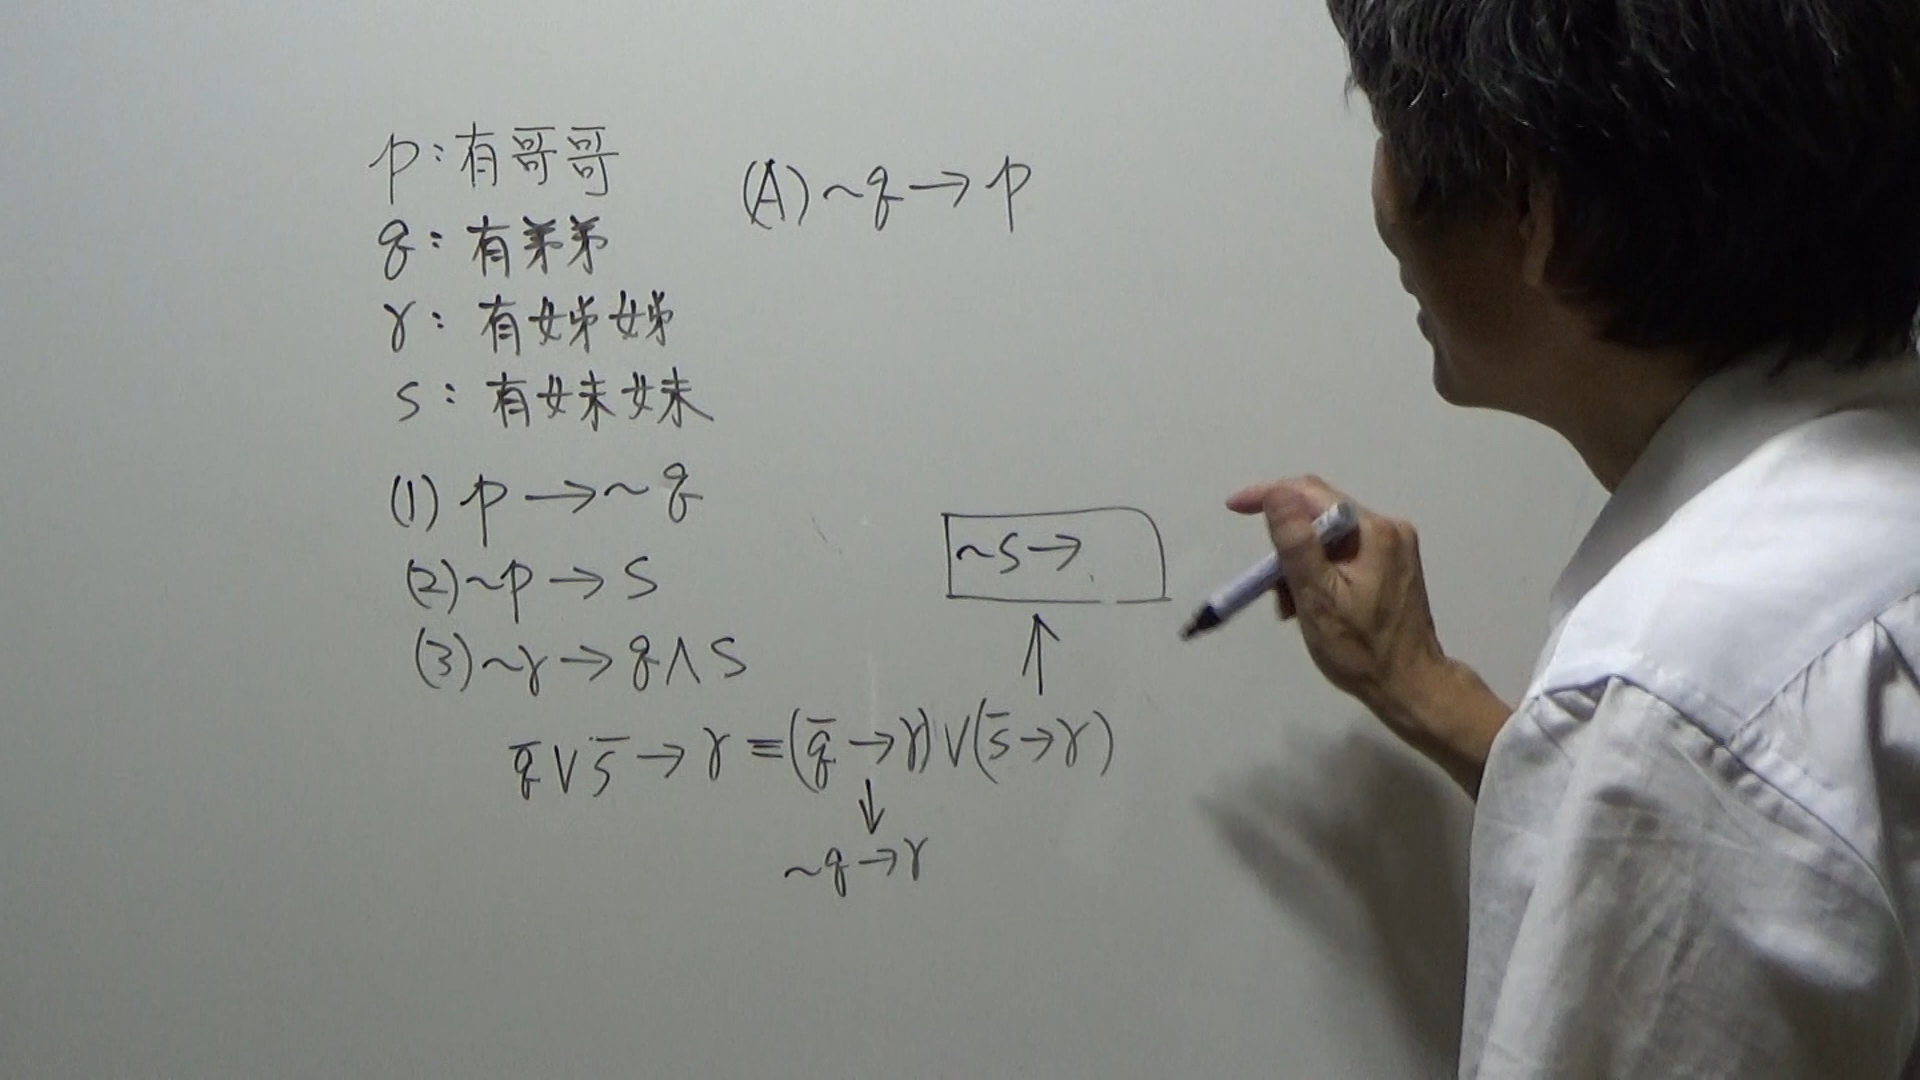 p:有哥哥
q:有弟弟
r:有姊姊
s:有妹妹
(1) p→~q
(2)~p→s
(3)~r→q∧s
q̅∨s̅→r≡(q̅→r)∨(s̅→r)
~q→r
(A)~q→p
~s→